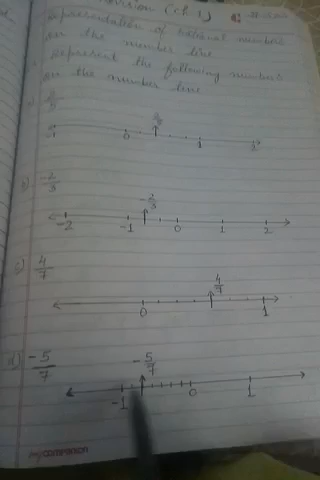 Revision (Ch 1)
Representation of rational numbers
on the number line
Represent the following numbers
on the number line
-1 0 1 2
b) -2/3
-2/3
-2 -1 0 1 2
c) 4/7
4/7
0 1
d) -5/7
-5/7
-1 0 1